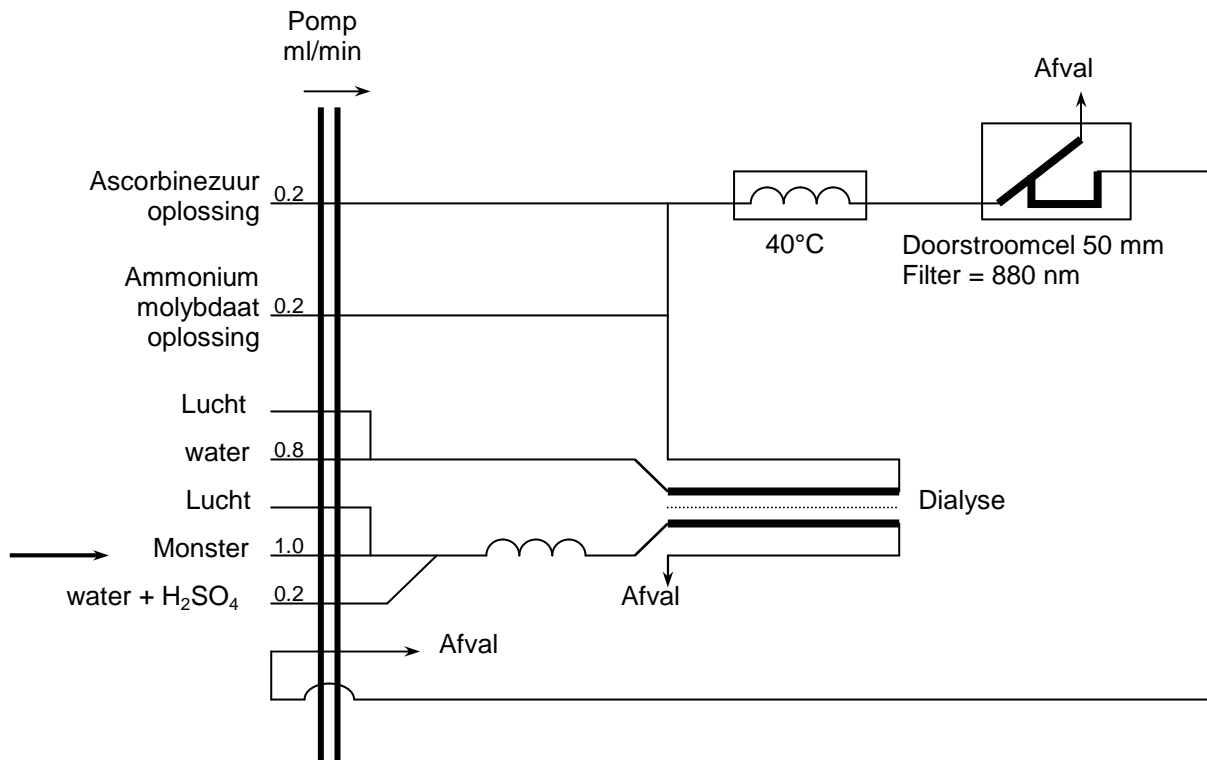 Pomp
ml/min
Afval
Ascorbinezuur
oplossing
0.2
40°C
Doorstroomcel 50 mm
Filter = 880 nm
Ammonium
molybdaat
oplossing
0.2
Lucht
water
0.8
Lucht
Dialyse
Monster
1.0
water + H₂SO₄
0.2
Afval
Afval